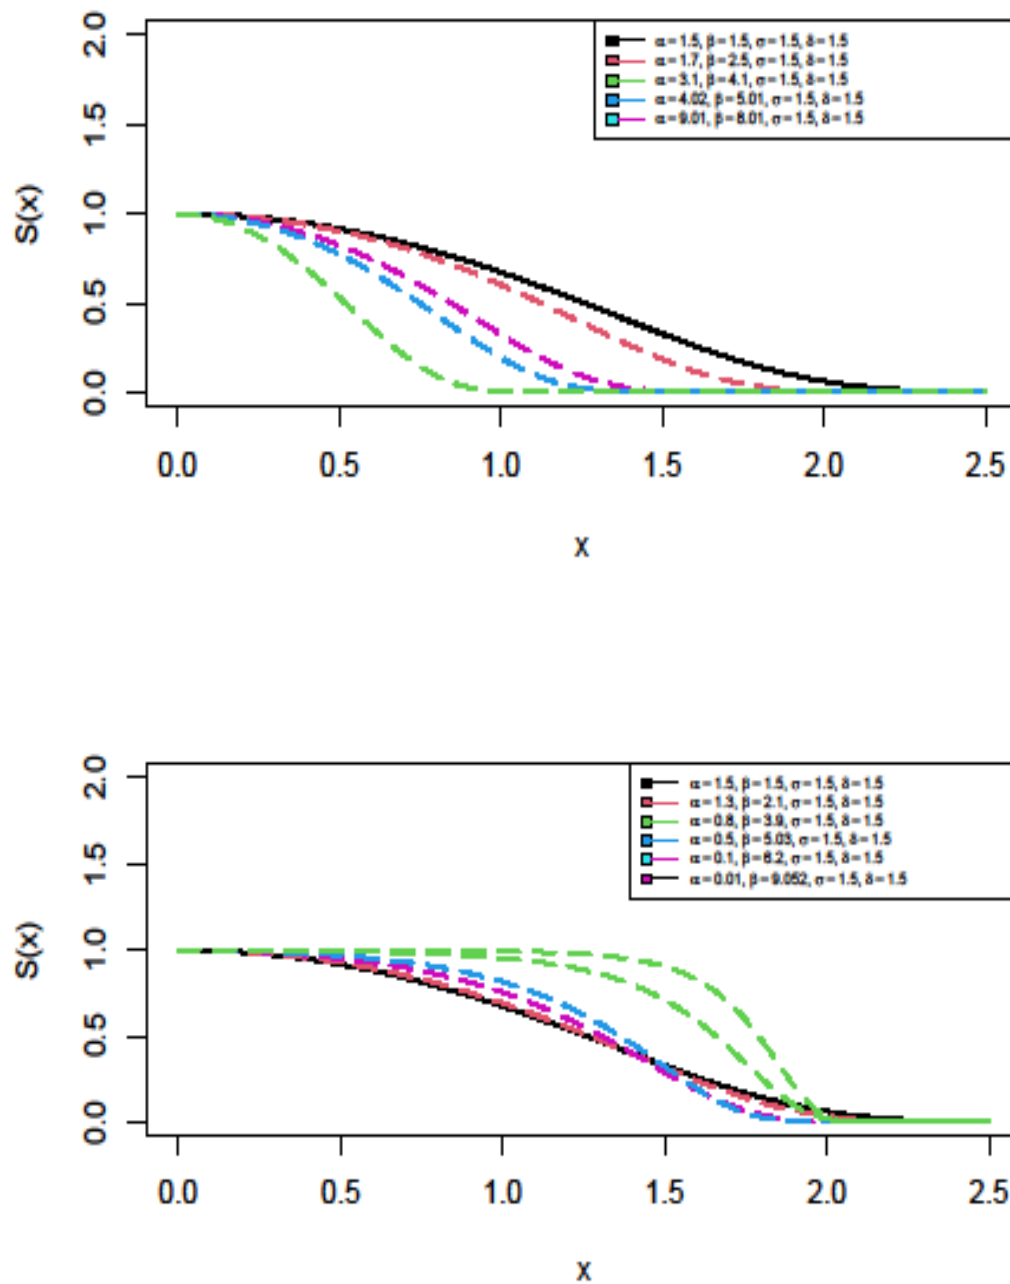 2.0
1.5
1.0
0.5
0.0
S(x)
α=1.5, β=1.5, σ=1.5, δ=1.5
α=1.7, β=2.5, σ=1.5, δ=1.5
α=3.1, β=4.1, σ=1.5, δ=1.5
α=4.02, β=5.01, σ=1.5, δ=1.5
α=9.01, β=8.01, σ=1.5, δ=1.5
0.0 0.5 1.0 1.5 2.0 2.5
X
2.0
1.5
1.0
0.5
0.0
S(x)
α=1.5, β=1.5, σ=1.5, δ=1.5
α=1.3, β=2.1, σ=1.5, δ=1.5
α=0.8, β=3.9, σ=1.5, δ=1.5
α=0.5, β=5.03, σ=1.5, δ=1.5
α=0.1, β=6.2, σ=1.5, δ=1.5
α=0.01, β=9.052, σ=1.5, δ=1.5
0.0 0.5 1.0 1.5 2.0 2.5
X